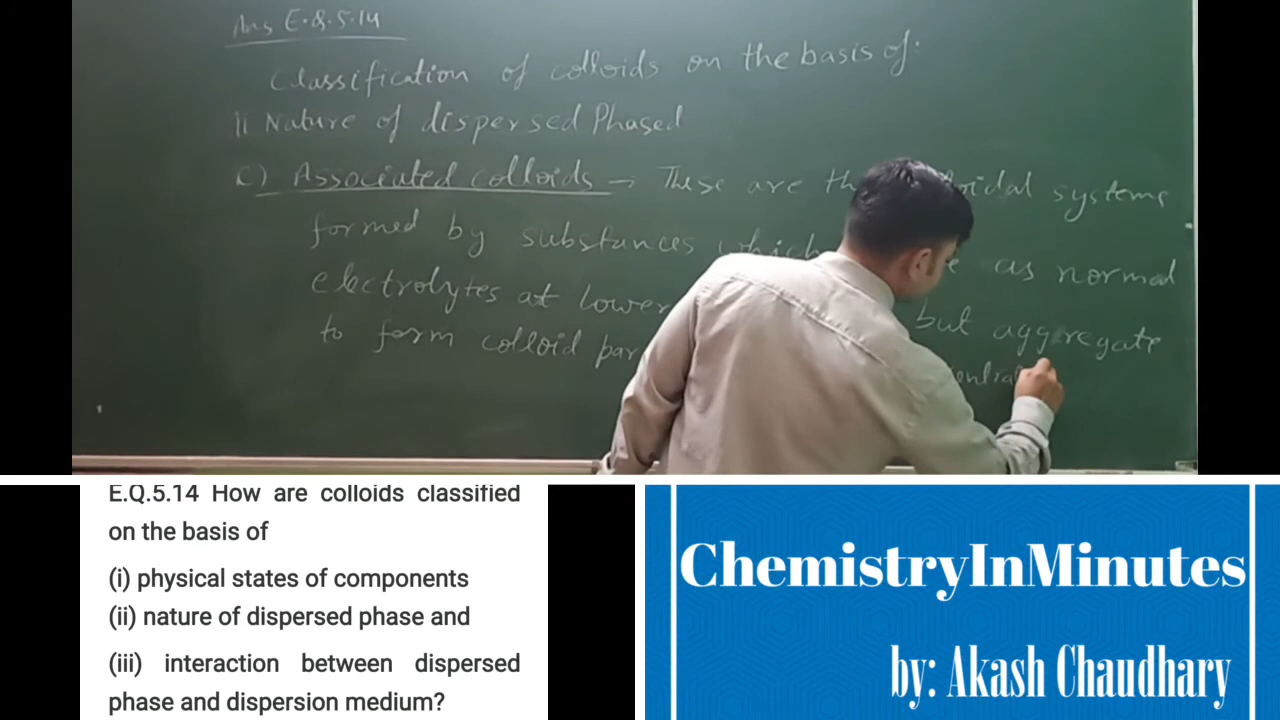 Ans E.Q.5.14
Classification of colloids on the basis of:
ii Nature of dispersed Phased
c) Associated colloids → These are the colloidal systems
formed by substances which as normal
electrolytes at lower but aggregate
to form colloid par
E.Q.5.14 How are colloids classified
on the basis of
(i) physical states of components
(ii) nature of dispersed phase and
(iii) interaction between dispersed
phase and dispersion medium?
ChemistryInMinutes
by: Akash Chaudhary